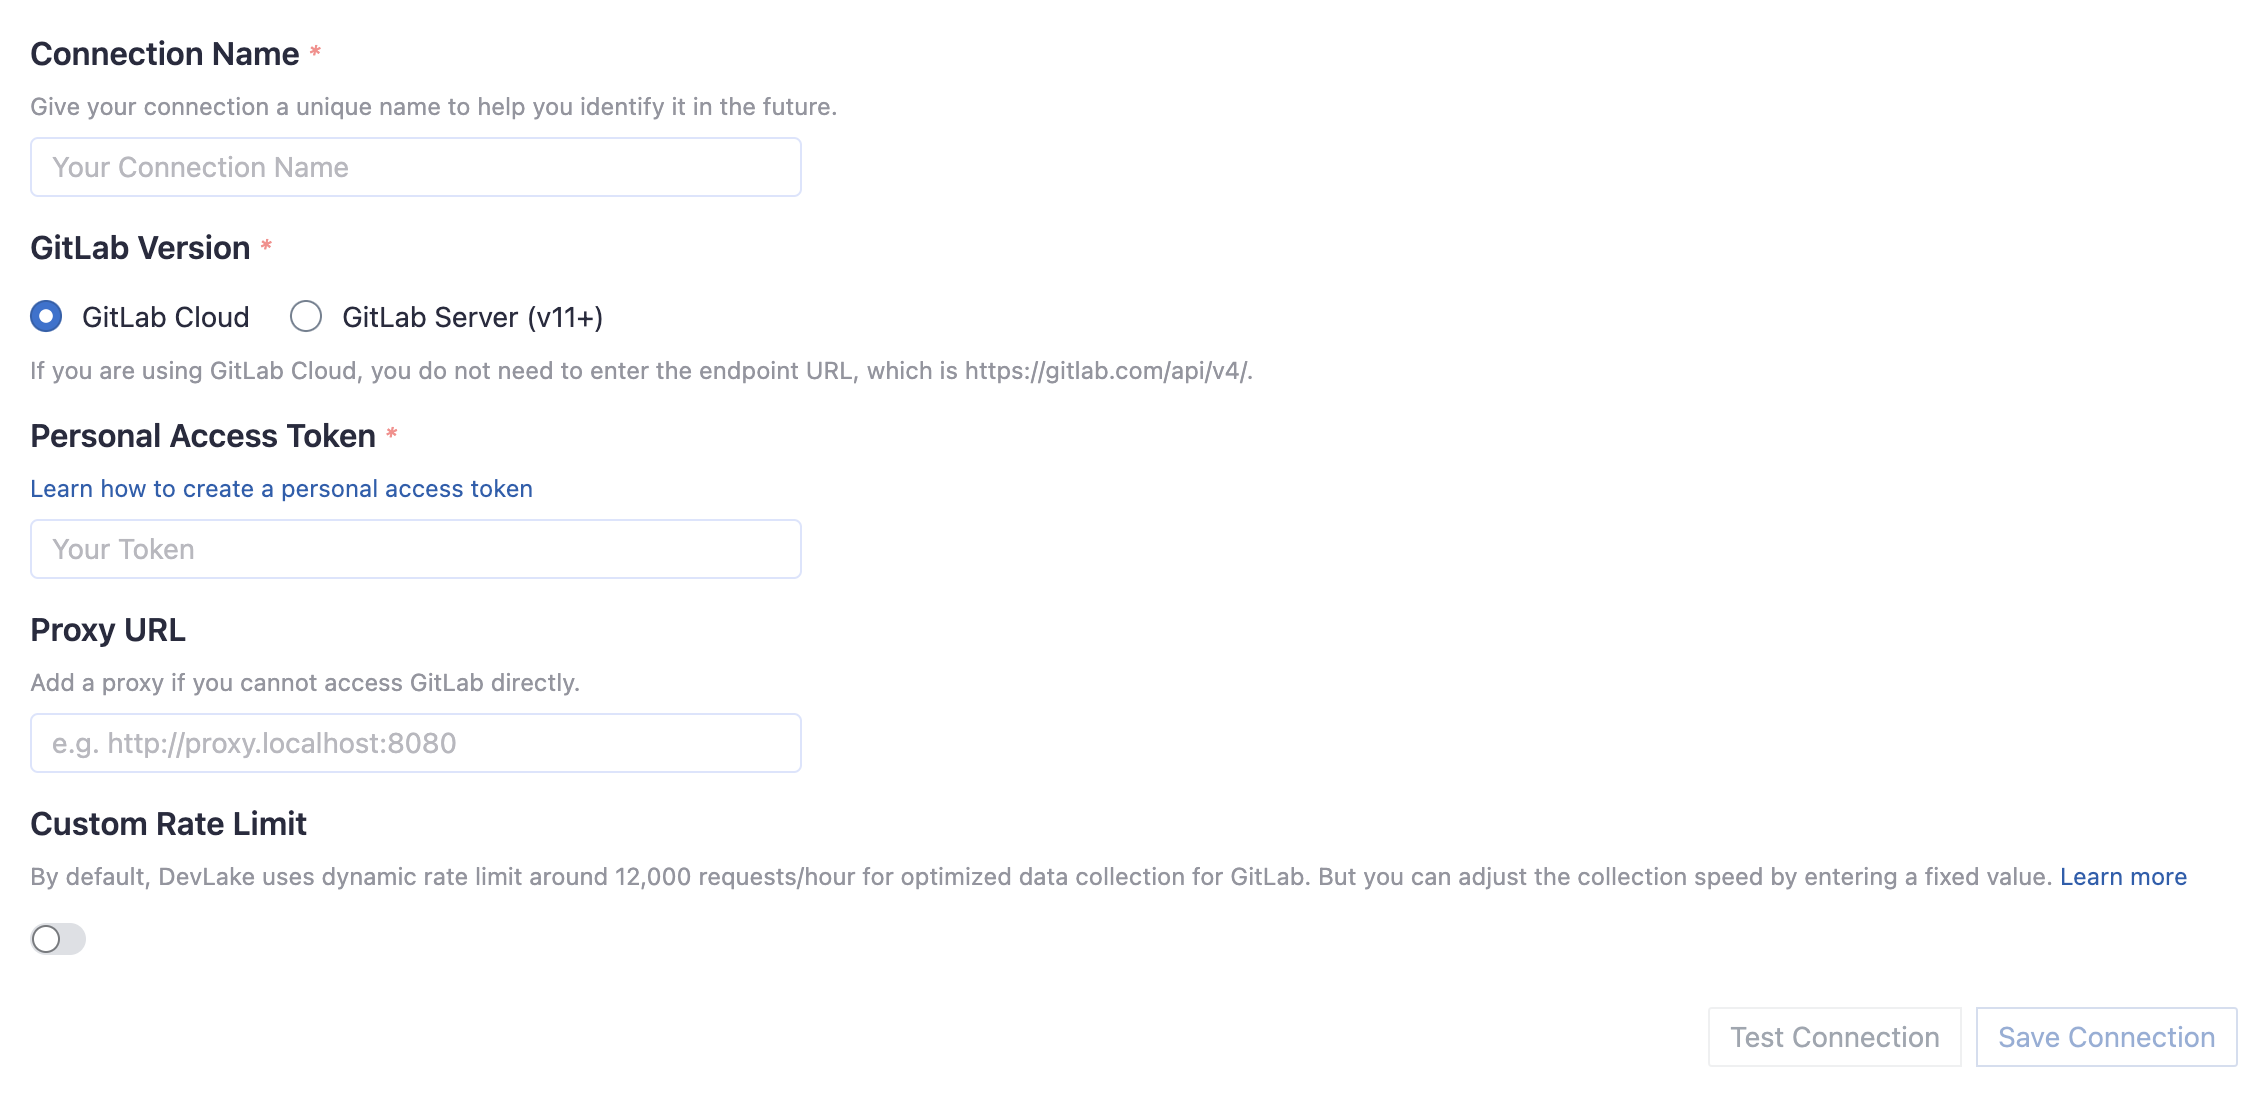 Connection Name *
Give your connection a unique name to help you identify it in the future.
Your Connection Name
GitLab Version *
GitLab Cloud GitLab Server (v11+)
If you are using GitLab Cloud, you do not need to enter the endpoint URL, which is https://gitlab.com/api/v4/.
Personal Access Token *
Learn how to create a personal access token
Your Token
Proxy URL
Add a proxy if you cannot access GitLab directly.
e.g. http://proxy.localhost:8080
Custom Rate Limit
By default, DevLake uses dynamic rate limit around 12,000 requests/hour for optimized data collection for GitLab. But you can adjust the collection speed by entering a fixed value. Learn more
Test Connection Save Connection